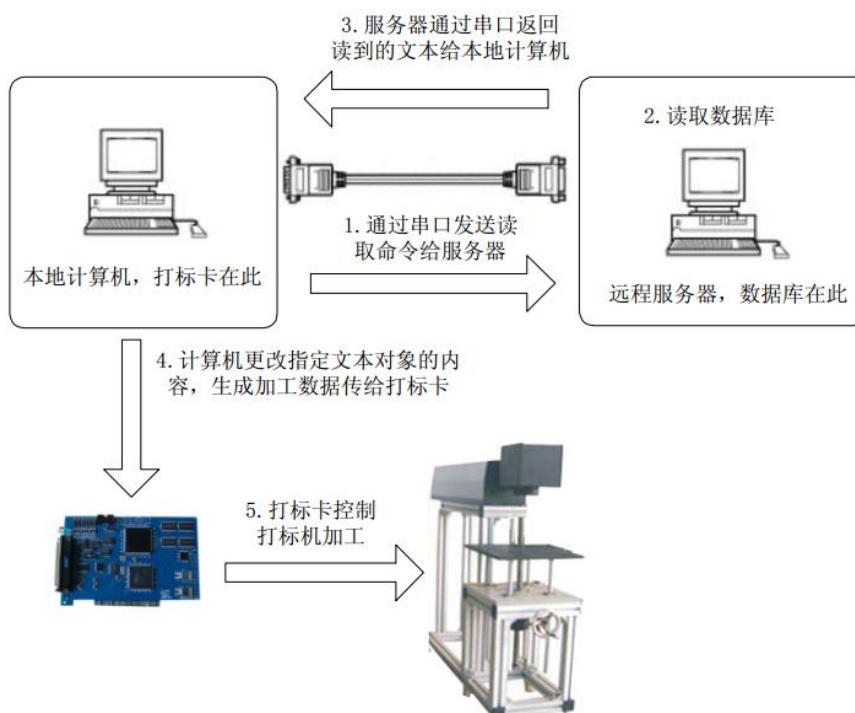 3.服务器通过串口返回
读到的文本给本地计算机
2.读取数据库
1.通过串口发送读
取命令给服务器
本地计算机，打标卡在此
远程服务器，数据库在此
4.计算机更改指定文本对象的内
容，生成加工数据传给打标卡
5.打标卡控制
打标机加工